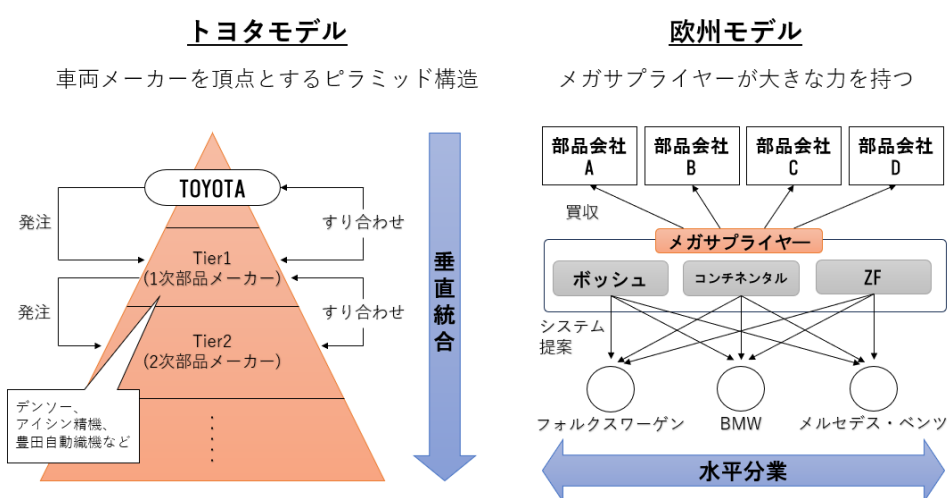 トヨタモデル
車両メーカーを頂点とするピラミッド構造
TOYOTA
発注
すり合わせ
Tier1
(1次部品メーカー)
発注
すり合わせ
Tier2
(2次部品メーカー)
デンソー、
アイシン精機、
豊田自動織機など
垂直統合
欧州モデル
メガサプライヤーが大きな力を持つ
部品会社
A
部品会社
B
部品会社
C
部品会社
D
買収
メガサプライヤー
ボッシュ
コンチネンタル
ZF
システム
提案
フォルクスワーゲン
BMW
メルセデス・ベンツ
水平分業